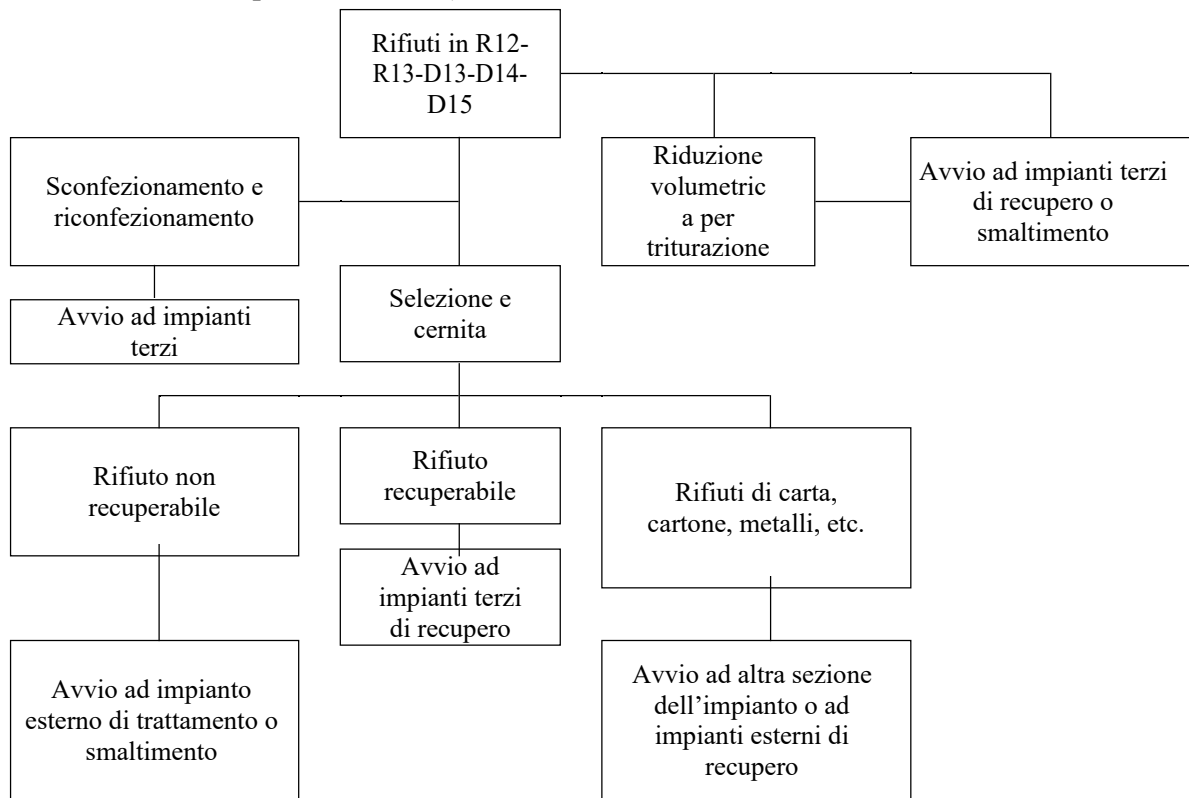 Rifiuti in R12-
R13-D13-D14-
D15
Sconfezionamento e
riconfezionamento
Riduzione
volumetric
a per
triturazione
Avvio ad impianti terzi
di recupero o
smaltimento
Avvio ad impianti
terzi
Selezione e
cernita
Rifiuto non
recuperabile
Rifiuto
recuperabile
Rifiuti di carta,
cartone, metalli, etc.
Avvio ad
impianti terzi
di recupero
Avvio ad impianto
esterno di trattamento o
smaltimento
Avvio ad altra sezione
dell’impianto o ad
impianti esterni di
recupero